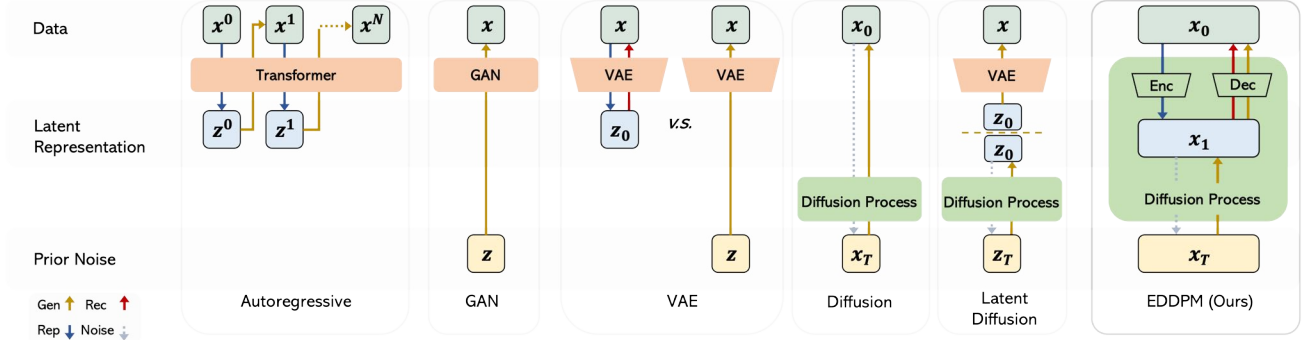 Data
x^0 x^1 x^N x x x x_0 x x_0
Transformer GAN VAE VAE VAE Enc Dec
Latent
Representation
z^0 z^1 z_0 v.s. z_0 x_1
z_0
Diffusion Process Diffusion Process Diffusion Process
Prior Noise
z z x_T z_T x_T
Gen Rec
Rep Noise
Autoregressive GAN VAE Diffusion Latent EDDPM (Ours)
Diffusion